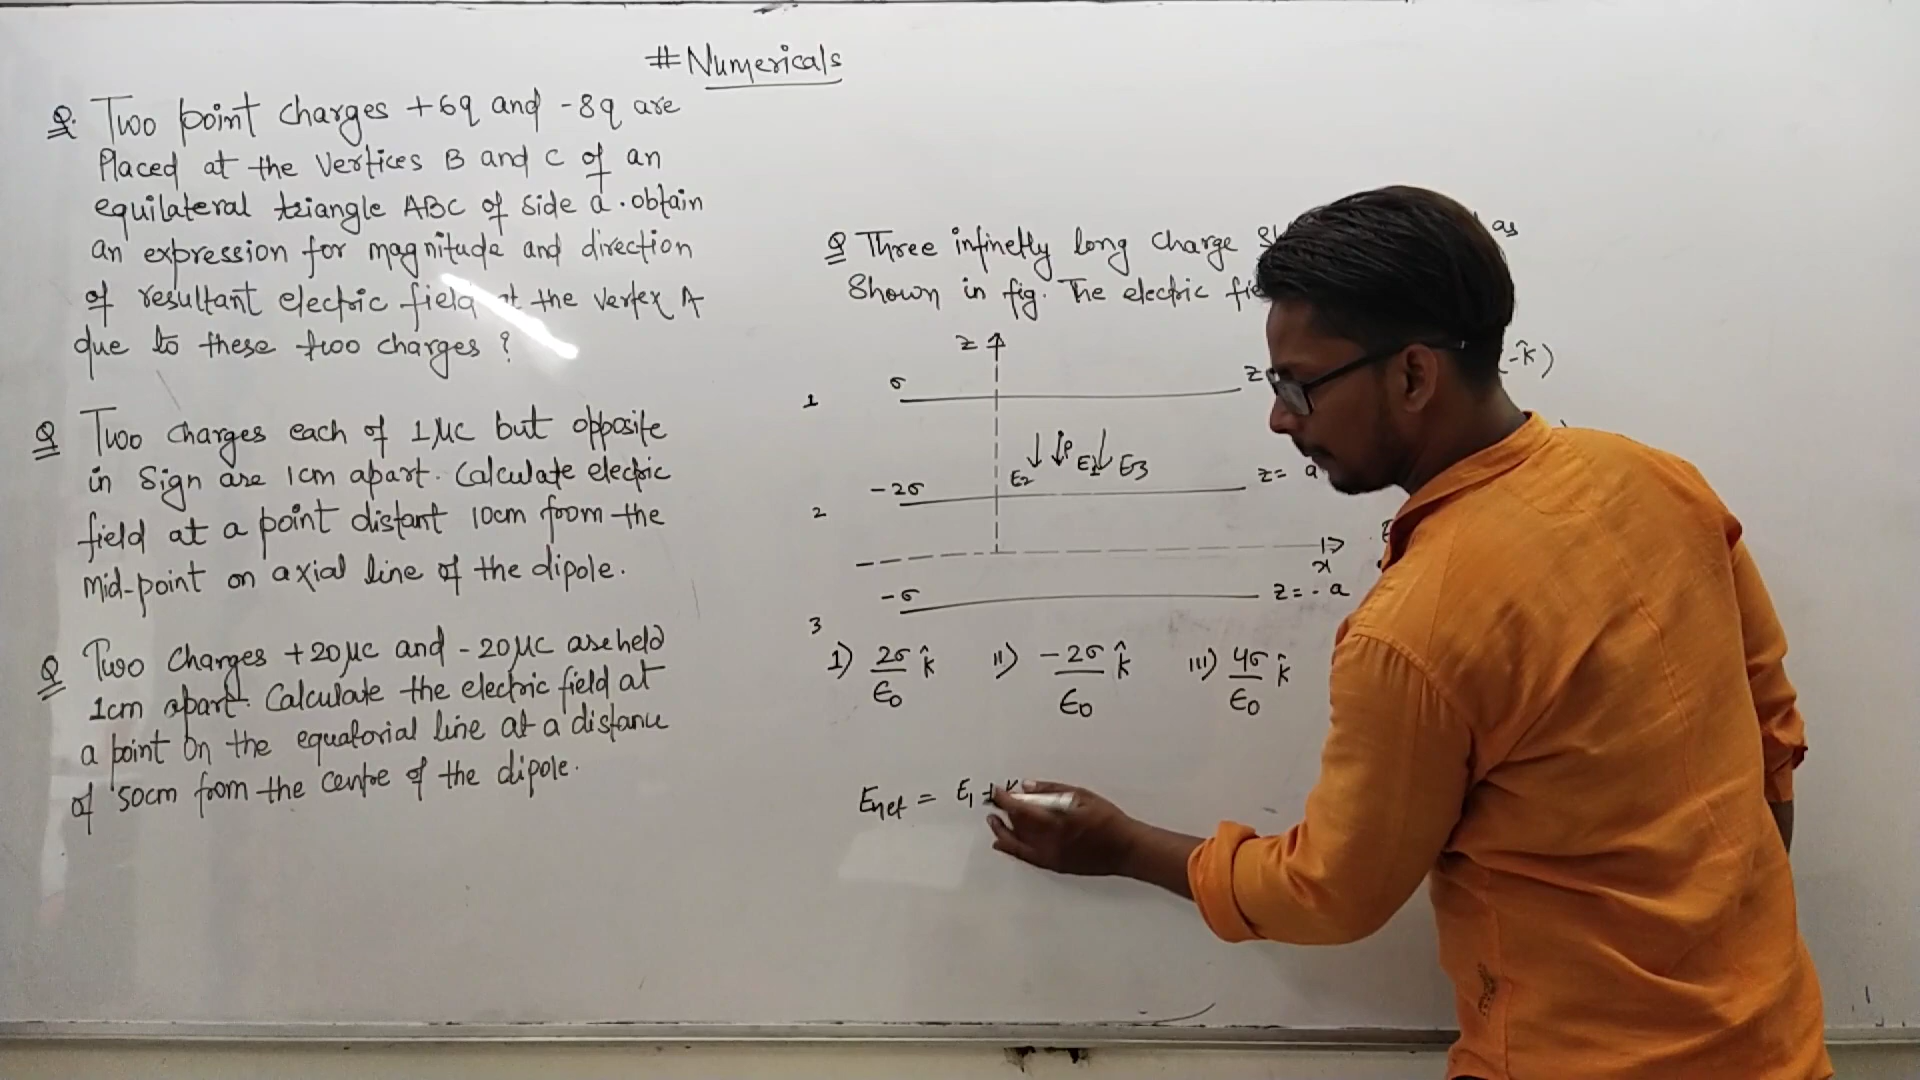 # Numericals
Q. Two point charges +6q and -8q are
Placed at the Vertices B and C of an
equilateral triangle ABC of side a. obtain
an expression for magnitude and direction
of resultant electric field at the vertex A
due to these two charges ?
Q Two charges each of 1μC but opposite
in Sign are 1cm apart. Calculate electric
field at a point distant 10cm from the
mid-point on axial line of the dipole.
Q Two Charges +20μC and -20μC are held
1cm apart. Calculate the electric field at
a point on the equatorial line at a distance
of 50cm from the centre of the dipole.
Q Three infinetly long charge as
Shown in fig. The electric
z
σ
z
(-k̂)
1
P
E2 E1 E3
-2σ
z= a
2
x
-σ
z=-a
3
1) 2σ/ϵ0 k̂ 11) -2σ/ϵ0 k̂ 111) 4σ/ϵ0 k̂
Enet = E1 +